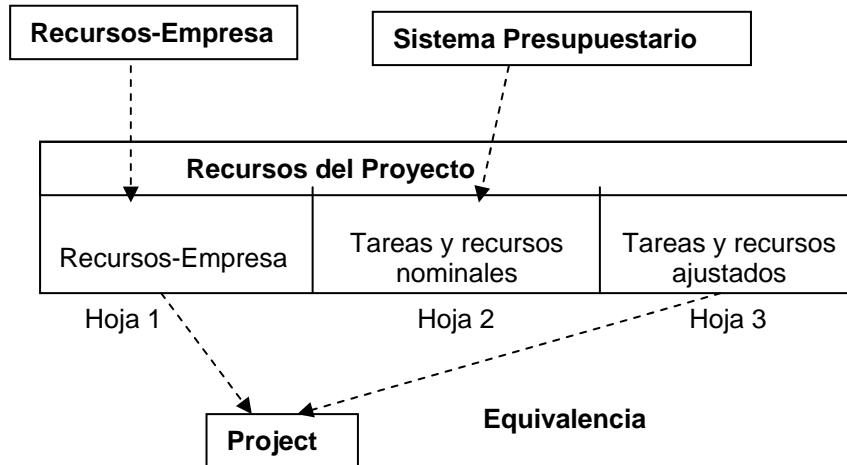 Recursos-Empresa
Sistema Presupuestario
Recursos del Proyecto
Recursos-Empresa
Tareas y recursos
nominales
Tareas y recursos
ajustados
Hoja 1
Hoja 2
Hoja 3
Equivalencia
Project